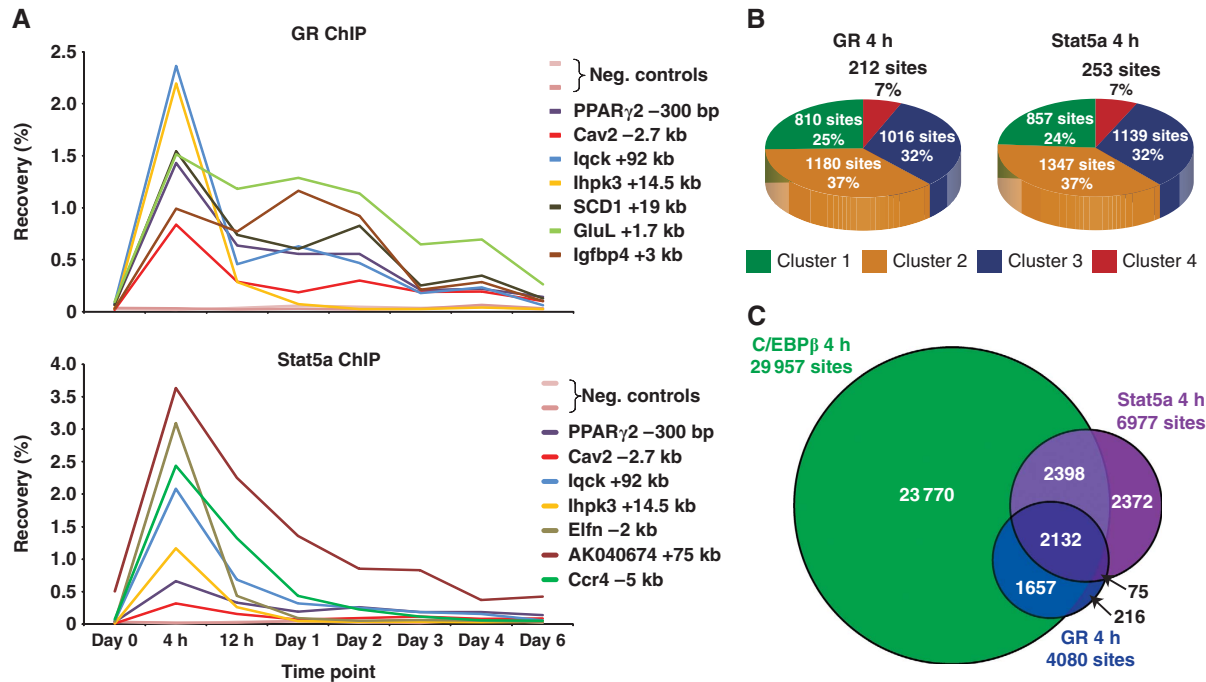 A
GR ChIP
Recovery (%)
2.5
2.0
1.5
1.0
0.5
0
Neg. controls
PPARγ2 –300 bp
Cav2 –2.7 kb
Iqck +92 kb
Ihpk3 +14.5 kb
SCD1 +19 kb
GluL +1.7 kb
Igfbp4 +3 kb
Stat5a ChIP
Recovery (%)
4.0
3.5
3.0
2.5
2.0
1.5
1.0
0.5
0
Day 0 4 h 12 h Day 1 Day 2 Day 3 Day 4 Day 6
Time point
Neg. controls
PPARγ2 –300 bp
Cav2 –2.7 kb
Iqck +92 kb
Ihpk3 +14.5 kb
Elfn –2 kb
AK040674 +75 kb
Ccr4 –5 kb
B
GR 4 h
212 sites
7%
810 sites
25%
1016 sites
32%
1180 sites
37%
Stat5a 4 h
253 sites
7%
857 sites
24%
1139 sites
32%
1347 sites
37%
Cluster 1 Cluster 2 Cluster 3 Cluster 4
C
C/EBPβ 4 h
29 957 sites
Stat5a 4 h
6977 sites
23 770
2398
2372
2132
1657
75
216
GR 4 h
4080 sites